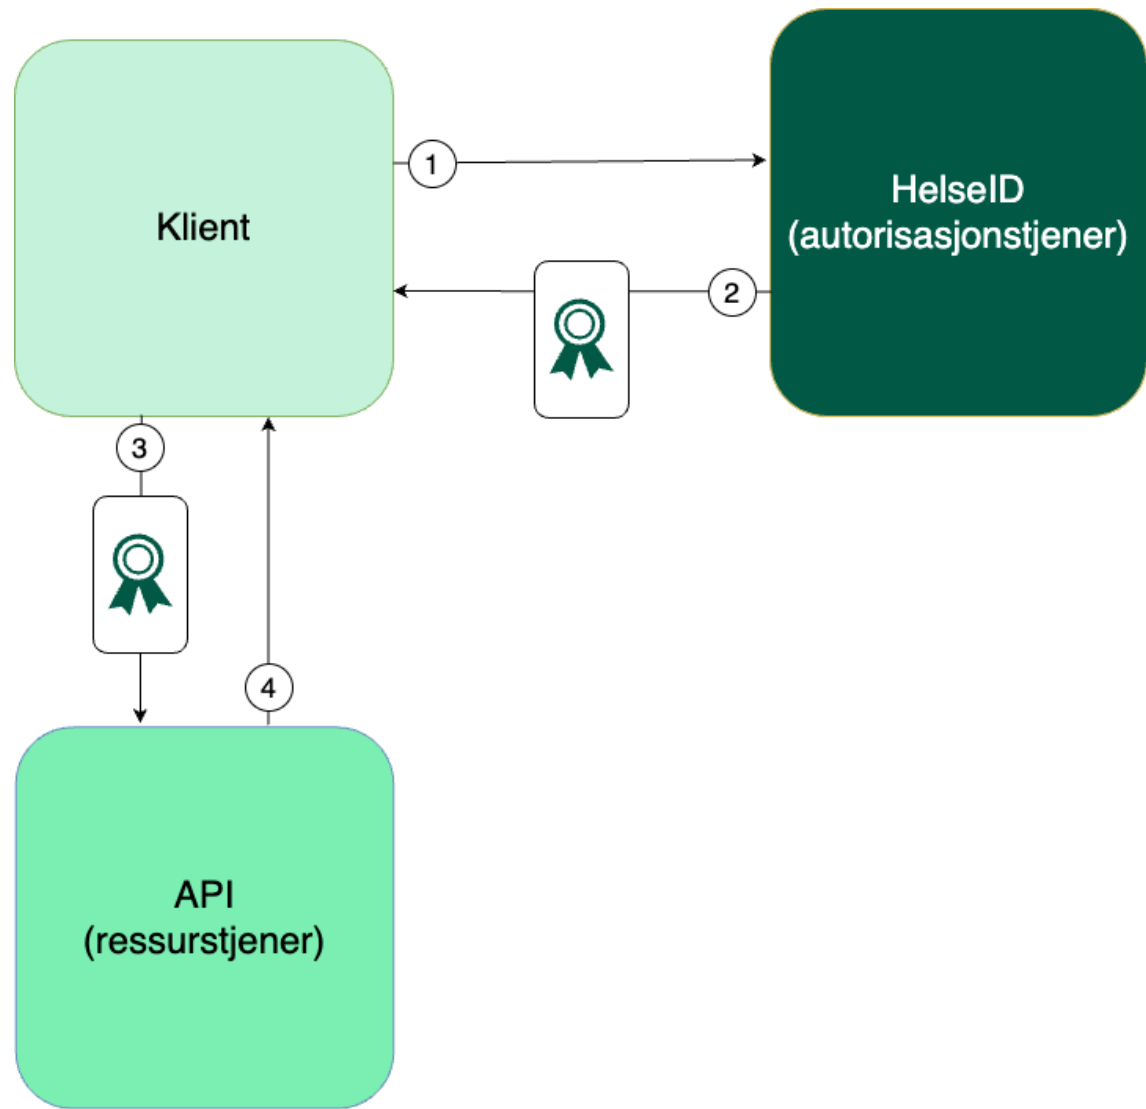 Klient
1
HelseID
(autorisasjonstjener)
2
3
4
API
(ressurstjener)